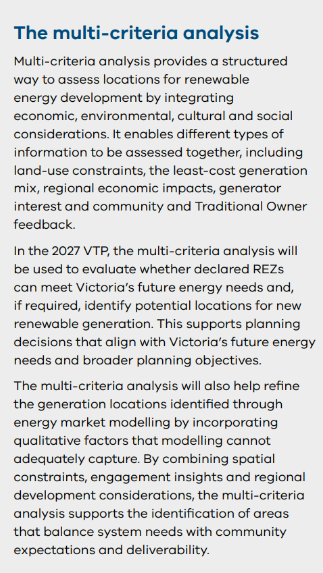 The multi-criteria analysis
Multi-criteria analysis provides a structured
way to assess locations for renewable
energy development by integrating
economic, environmental, cultural and social
considerations. It enables different types of
information to be assessed together, including
land-use constraints, the least-cost generation
mix, regional economic impacts, generator
interest and community and Traditional Owner
feedback.
In the 2027 VTP, the multi-criteria analysis will
be used to evaluate whether declared REZs
can meet Victoria’s future energy needs and,
if required, identify potential locations for new
renewable generation. This supports planning
decisions that align with Victoria’s future energy
needs and broader planning objectives.
The multi-criteria analysis will also help refine
the generation locations identified through
energy market modelling by incorporating
qualitative factors that modelling cannot
adequately capture. By combining spatial
constraints, engagement insights and regional
development considerations, the multi-criteria
analysis supports the identification of areas
that balance system needs with community
expectations and deliverability.